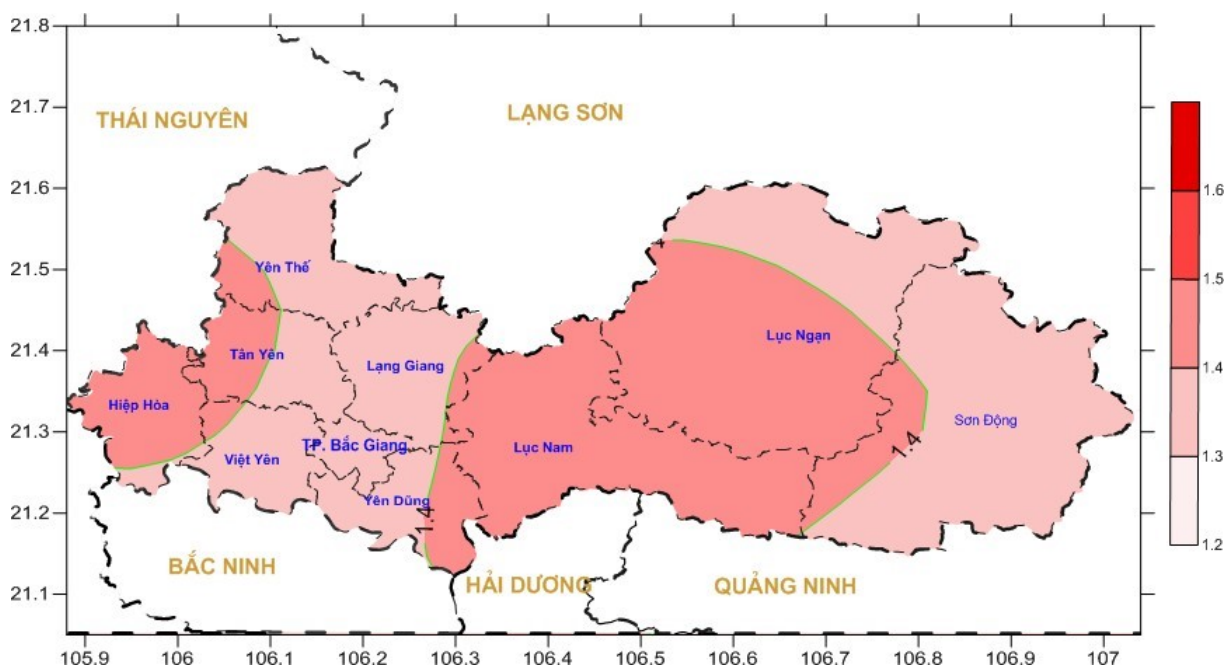 21.8
21.7
21.6
21.5
21.4
21.3
21.2
21.1
THÁI NGUYÊN
LẠNG SƠN
Yên Thế
Tân Yên
Lạng Giang
Lục Ngạn
Hiệp Hòa
Sơn Động
TP. Bắc Giang
Lục Nam
Việt Yên
1.4
Yên Dũng
1.4
BẮC NINH
HẢI DƯƠNG
QUẢNG NINH
105.9 106 106.1 106.2 106.3 106.4 106.5 106.6 106.7 106.8 106.9 107
1.6
1.5
1.4
1.3
1.2